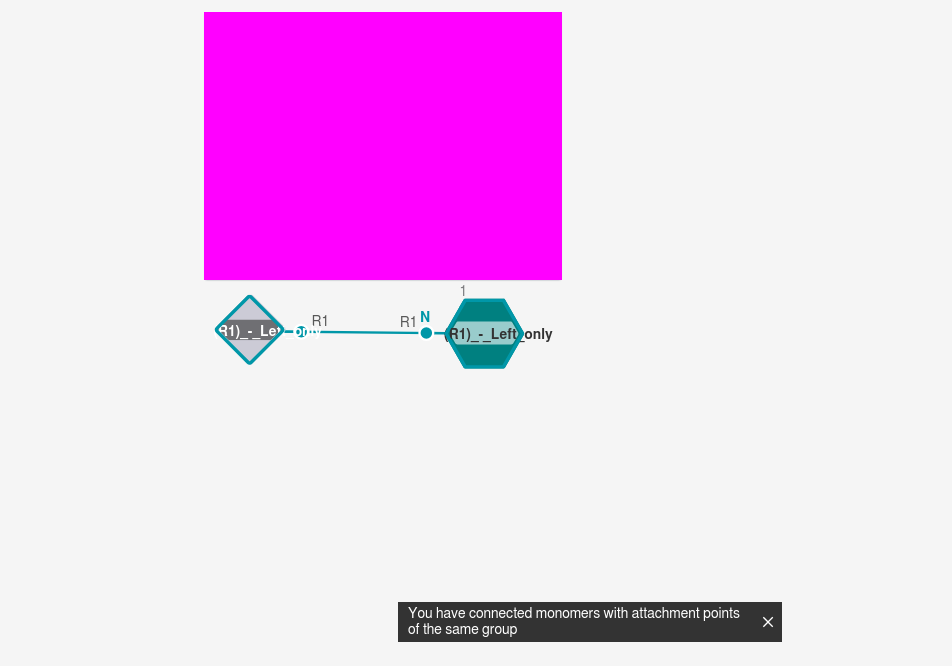 1
R1
R1
N
R1)_-_Left_only
(R1)_-_Left_only
You have connected monomers with attachment points
of the same group